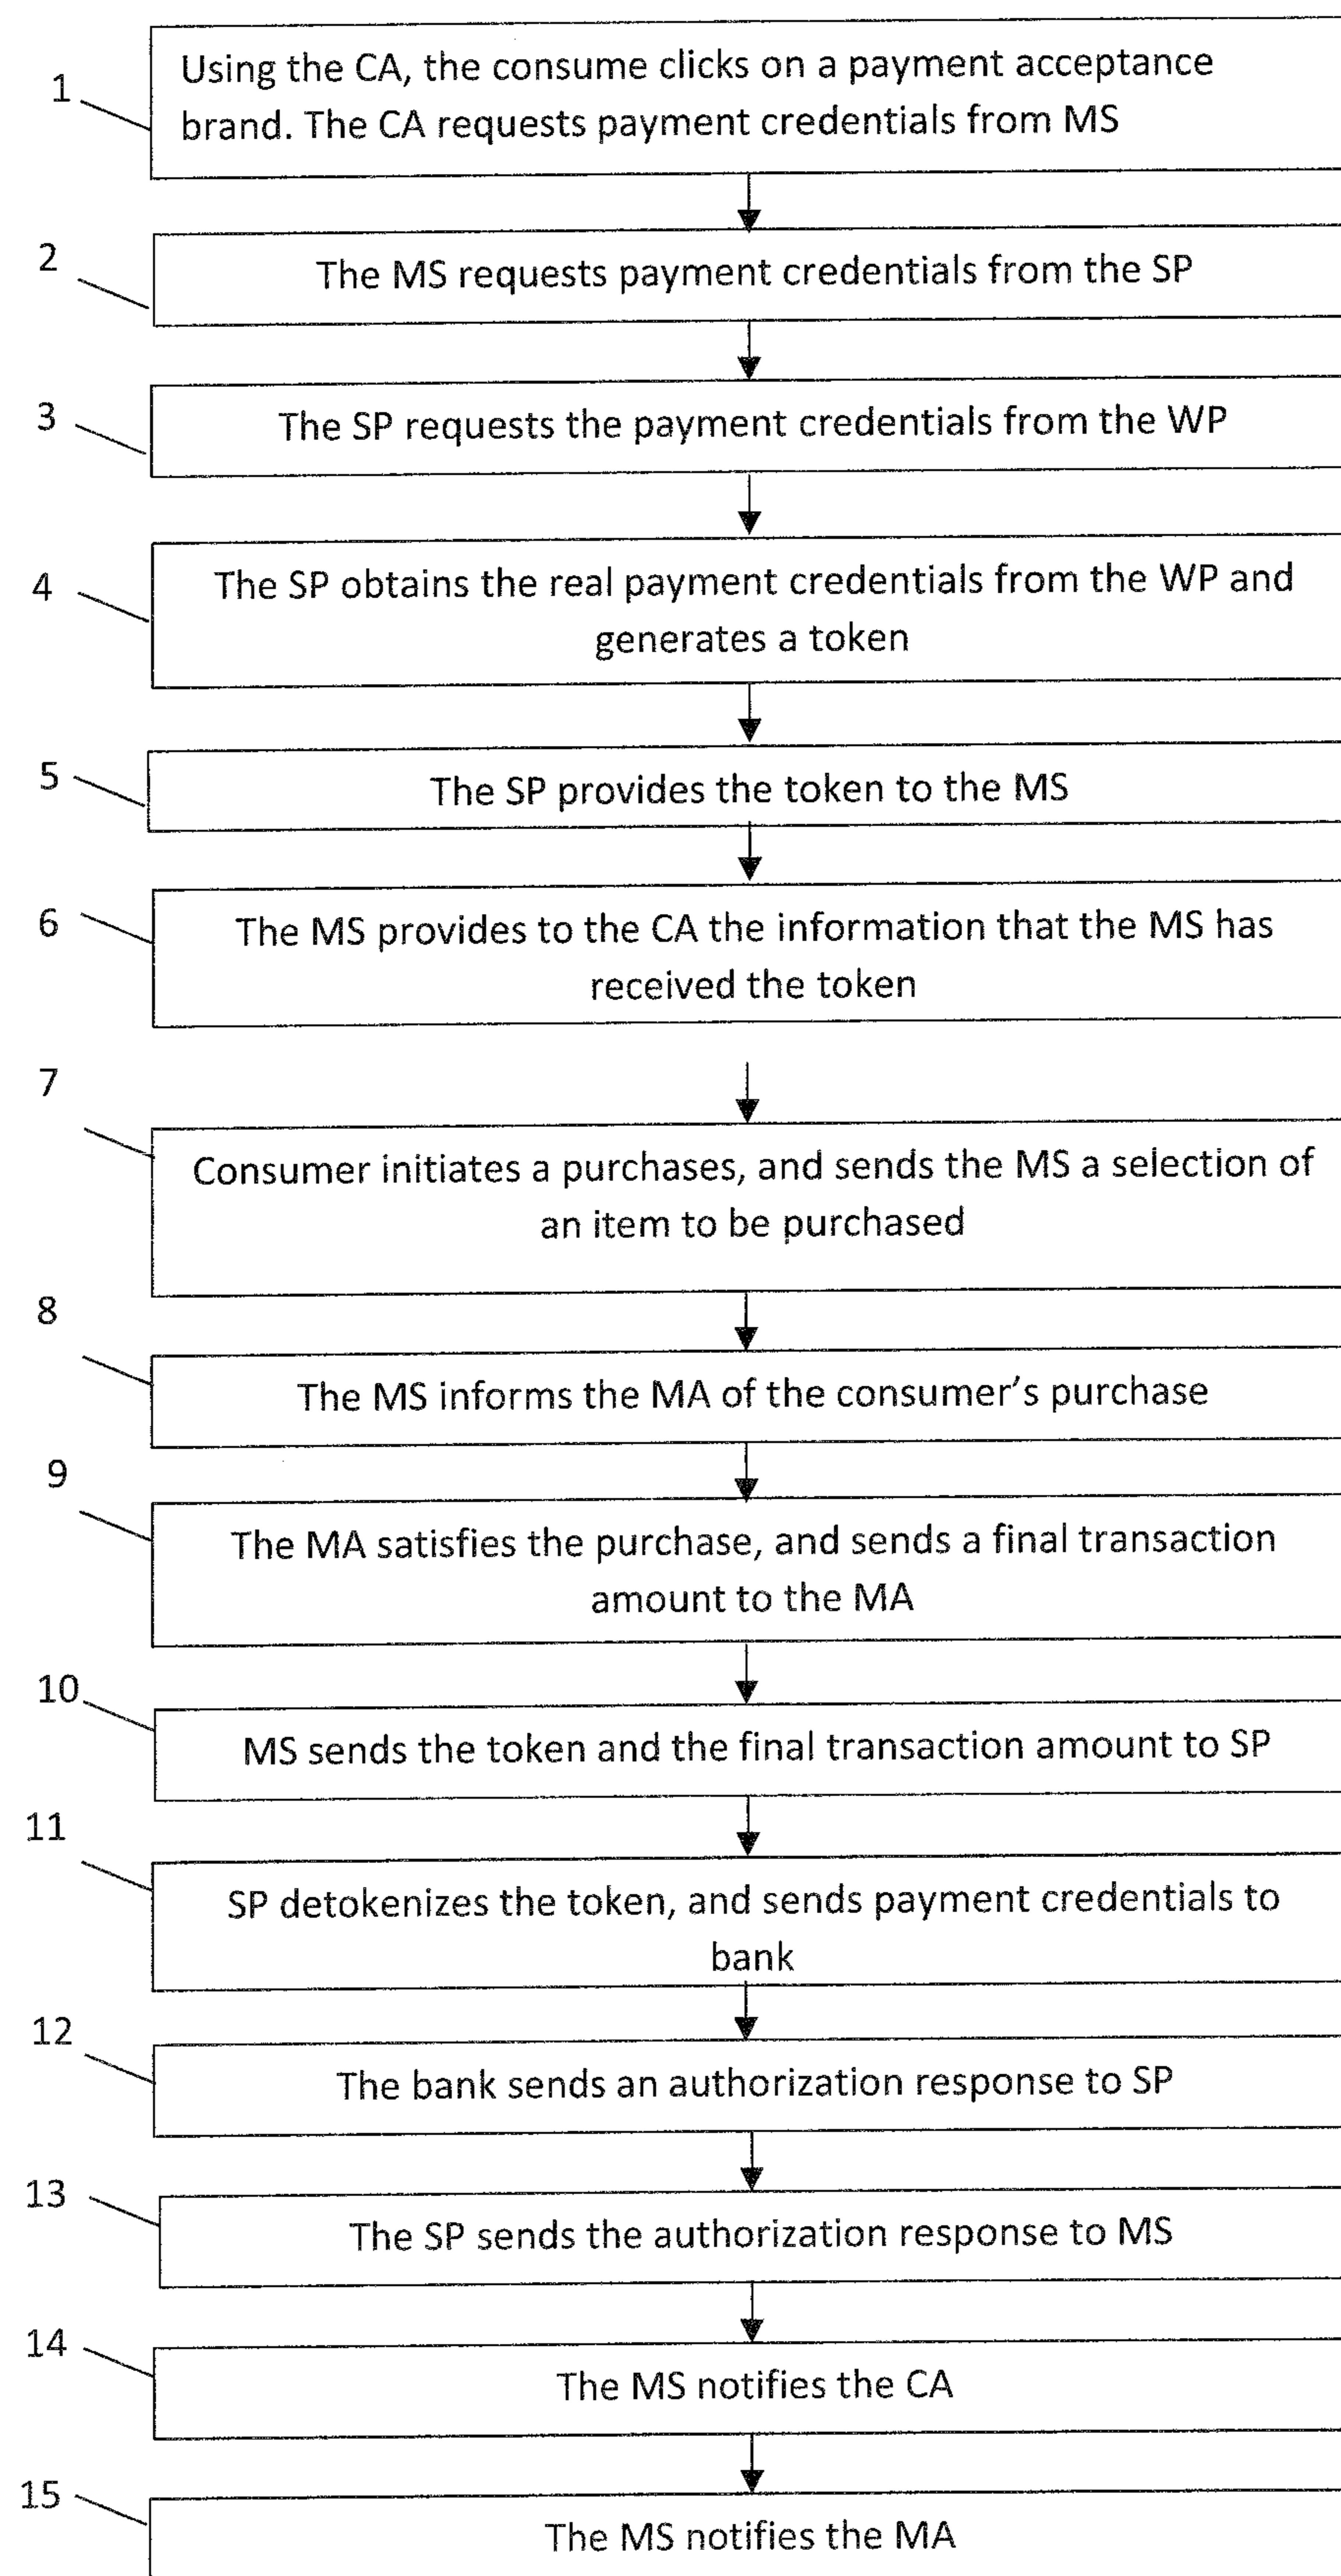 1
Using the CA, the consume clicks on a payment acceptance
brand. The CA requests payment credentials from MS
2
The MS requests payment credentials from the SP
3
The SP requests the payment credentials from the WP
4
The SP obtains the real payment credentials from the WP and
generates a token
5
The SP provides the token to the MS
6
The MS provides to the CA the information that the MS has
received the token
7
Consumer initiates a purchases, and sends the MS a selection of
an item to be purchased
8
The MS informs the MA of the consumer's purchase
9
The MA satisfies the purchase, and sends a final transaction
amount to the MA
10
MS sends the token and the final transaction amount to SP
11
SP detokenizes the token, and sends payment credentials to
bank
12
The bank sends an authorization response to SP
13
The SP sends the authorization response to MS
14
The MS notifies the CA
15
The MS notifies the MA